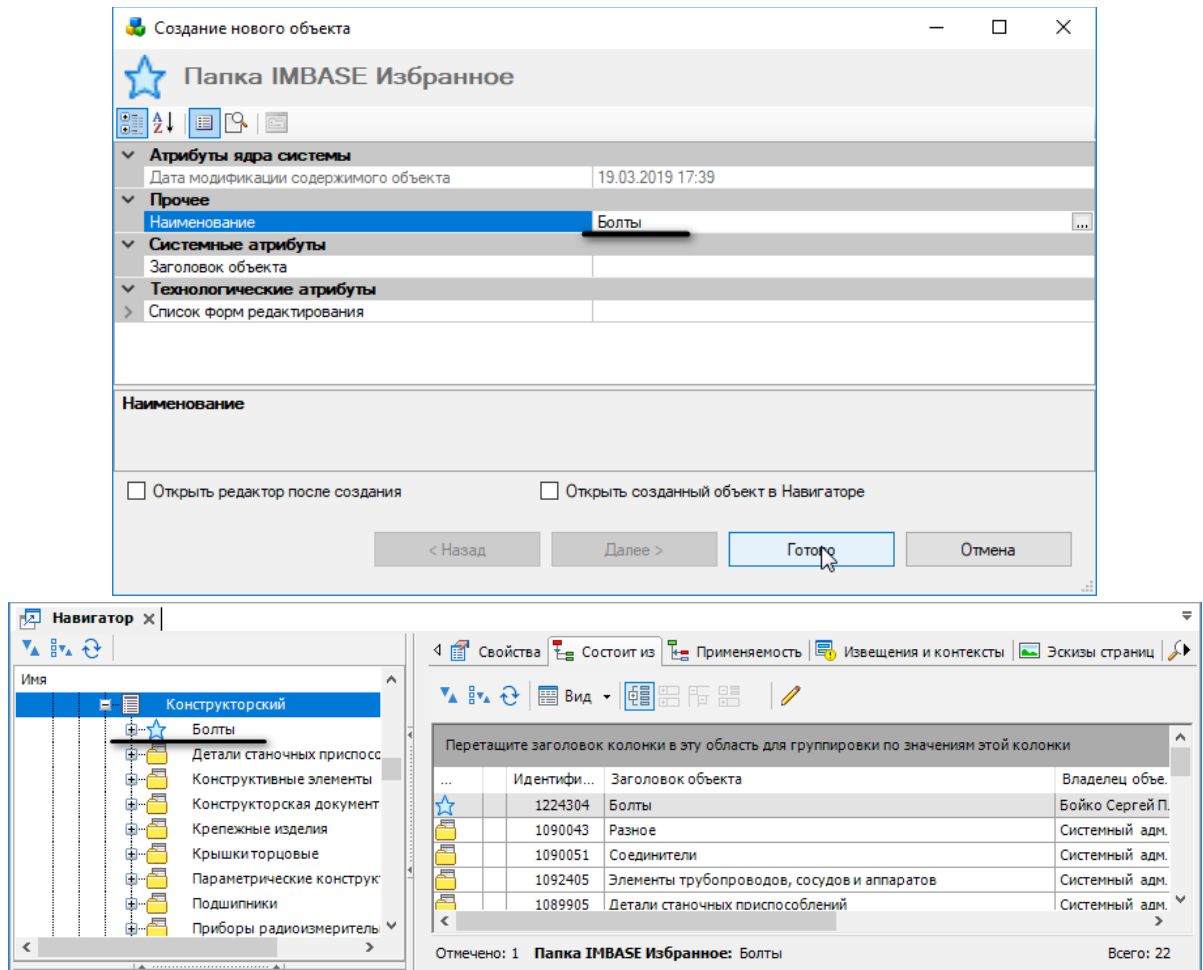 Создание нового объекта
Папка IMBASE Избранное
Атрибуты ядра системы
Дата модификации содержимого объекта 19.03.2019 17:39
Прочее
Наименование Болты ...
Системные атрибуты
Заголовок объекта
Технологические атрибуты
Список форм редактирования
Наименование
Открыть редактор после создания Открыть созданный объект в Навигаторе
< Назад Далее > Готово Отмена
Навигатор
Свойства Состоит из Применяемость Извещения и контексты Эскизы страниц
Имя
Вид
Конструкторский
Болты
Детали станочных приспосо
Конструктивные элементы
Конструкторская документ
Крепежные изделия
Крышки торцовые
Параметрические конструк
Подшипники
Приборы радиоизмеритель
Перетащите заголовок колонки в эту область для группировки по значениям этой колонки
... Идентифи... Заголовок объекта Владелец объе.
1224304 Болты Бойко Сергей П.
1090043 Разное Системный адм.
1090051 Соединители Системный адм.
1092405 Элементы трубопроводов, сосудов и аппаратов Системный адм.
1089905 Детали станочных приспособлений Системный адм.
Отмечено: 1 Папка IMBASE Избранное: Болты Всего: 22